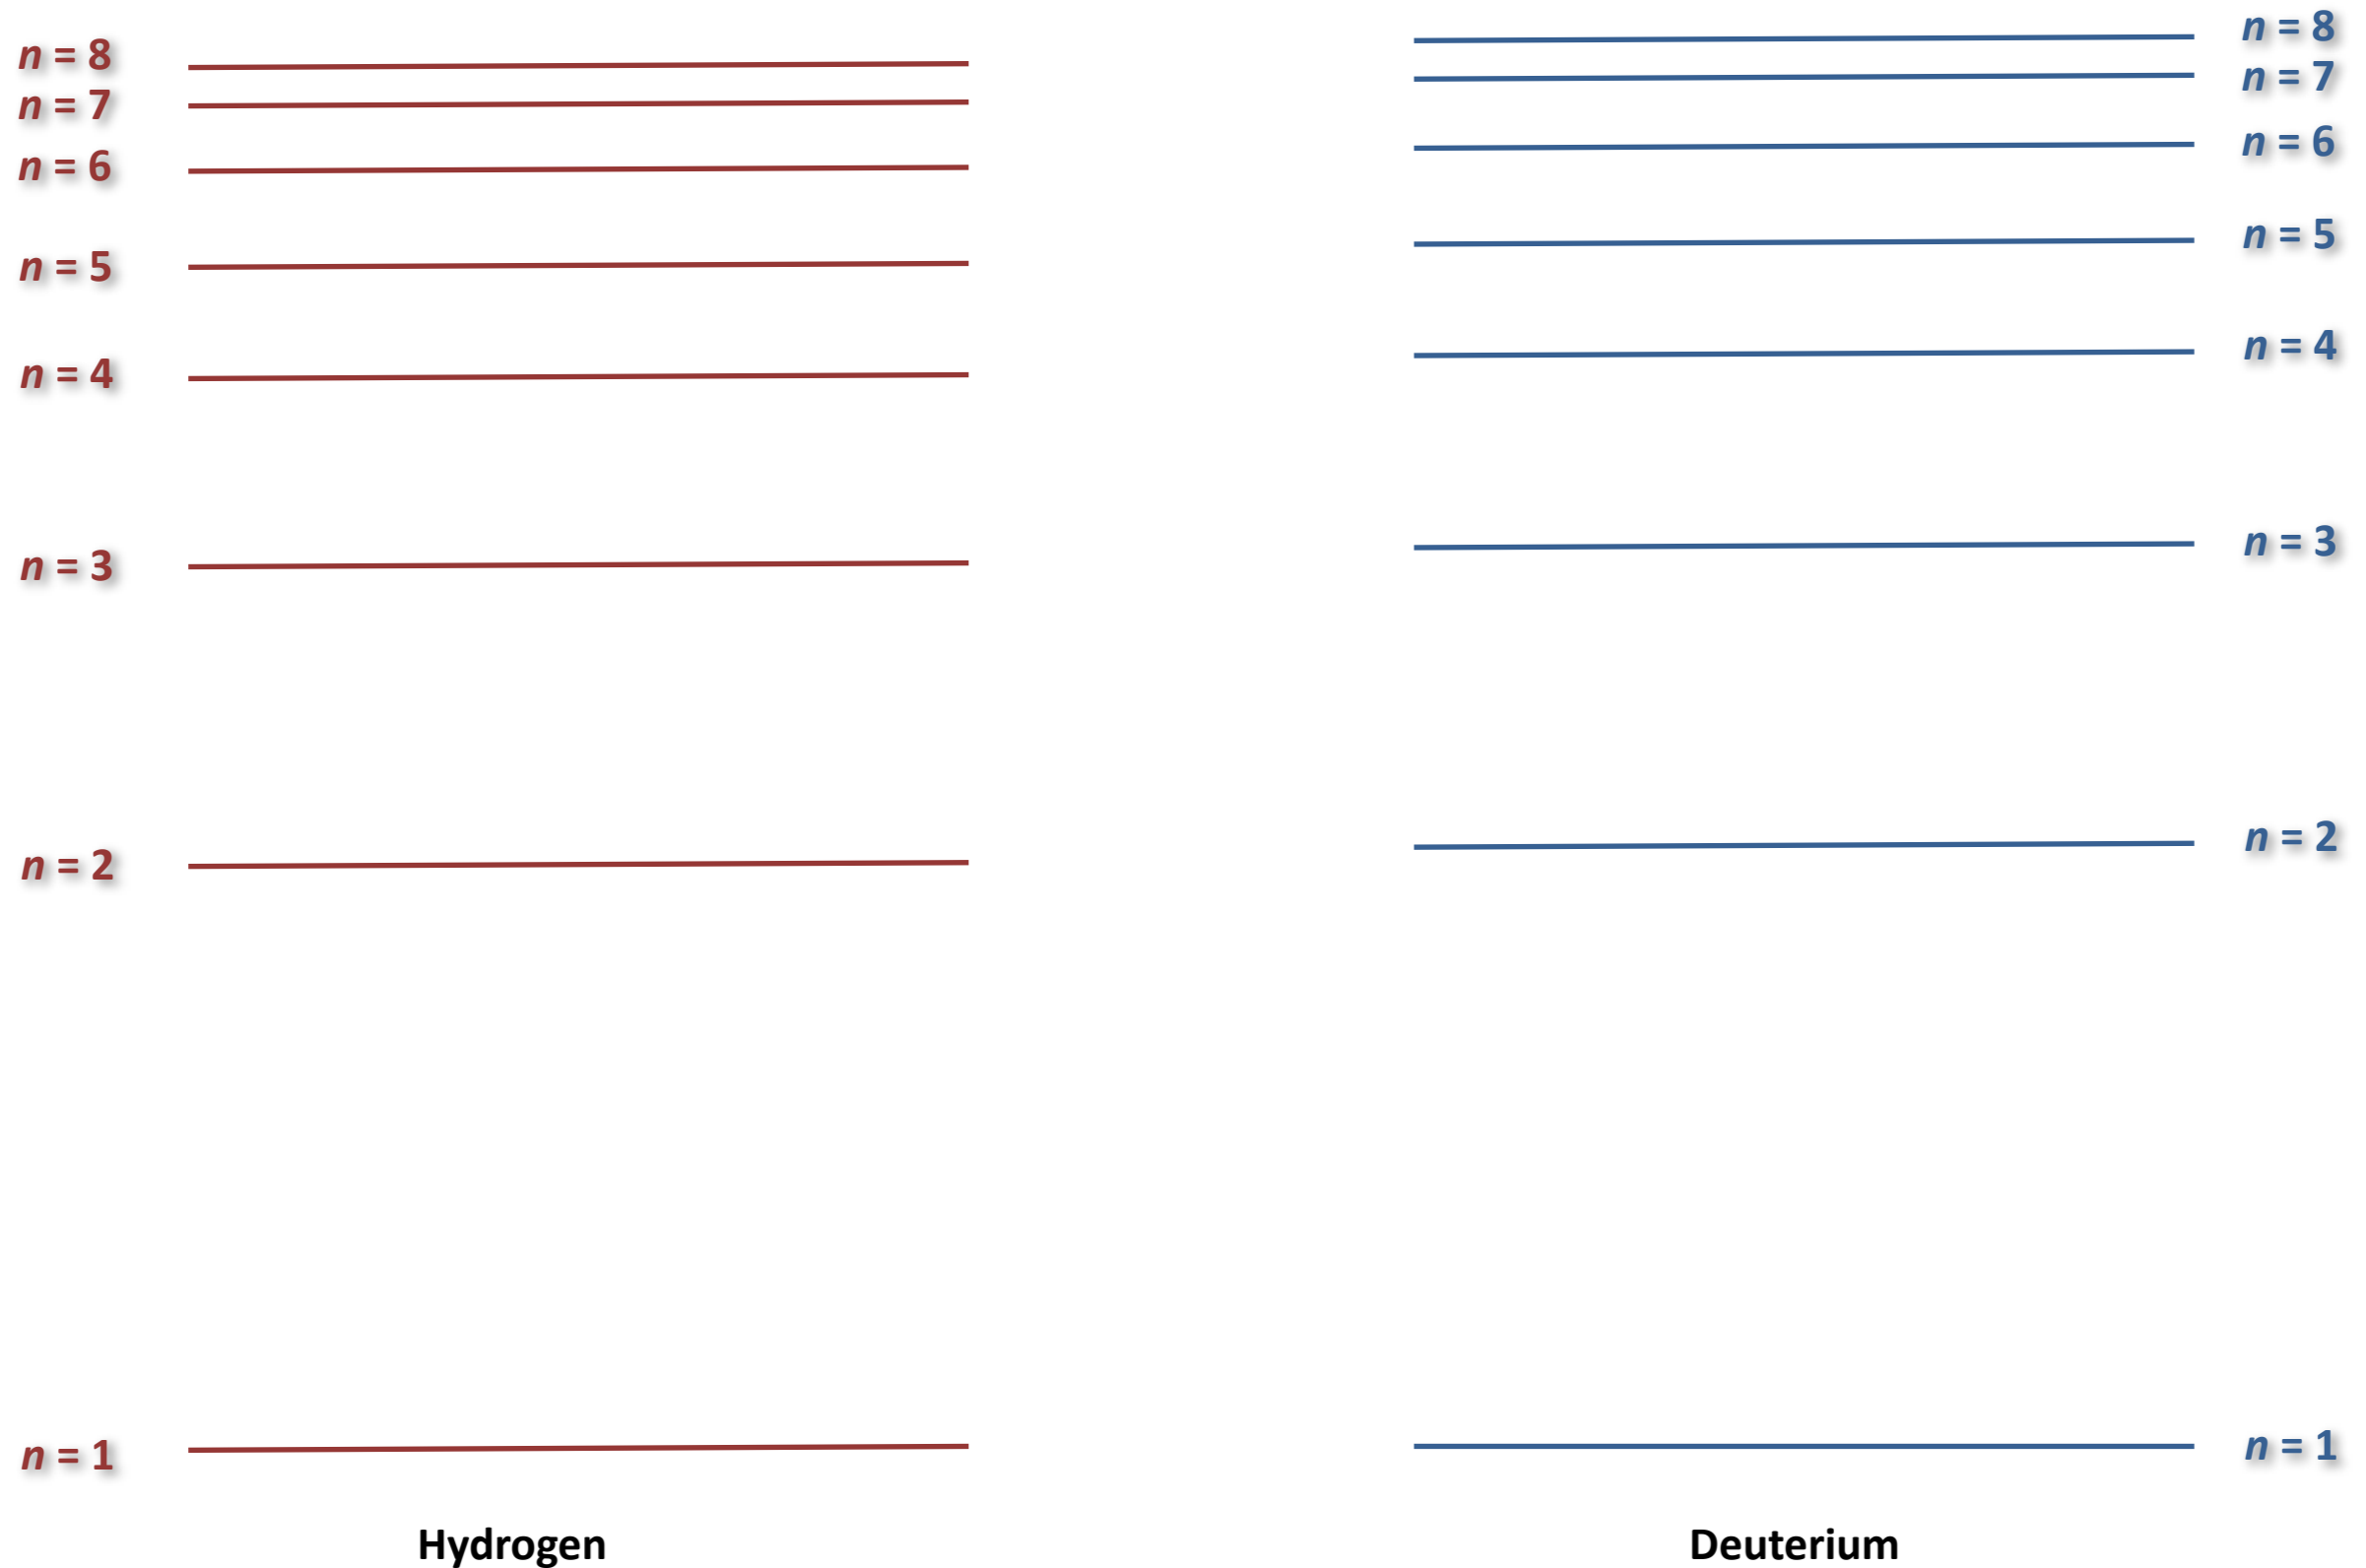 n = 8
n = 7
n = 6
n = 5
n = 4
n = 3
n = 2
n = 1
Hydrogen
n = 8
n = 7
n = 6
n = 5
n = 4
n = 3
n = 2
n = 1
Deuterium